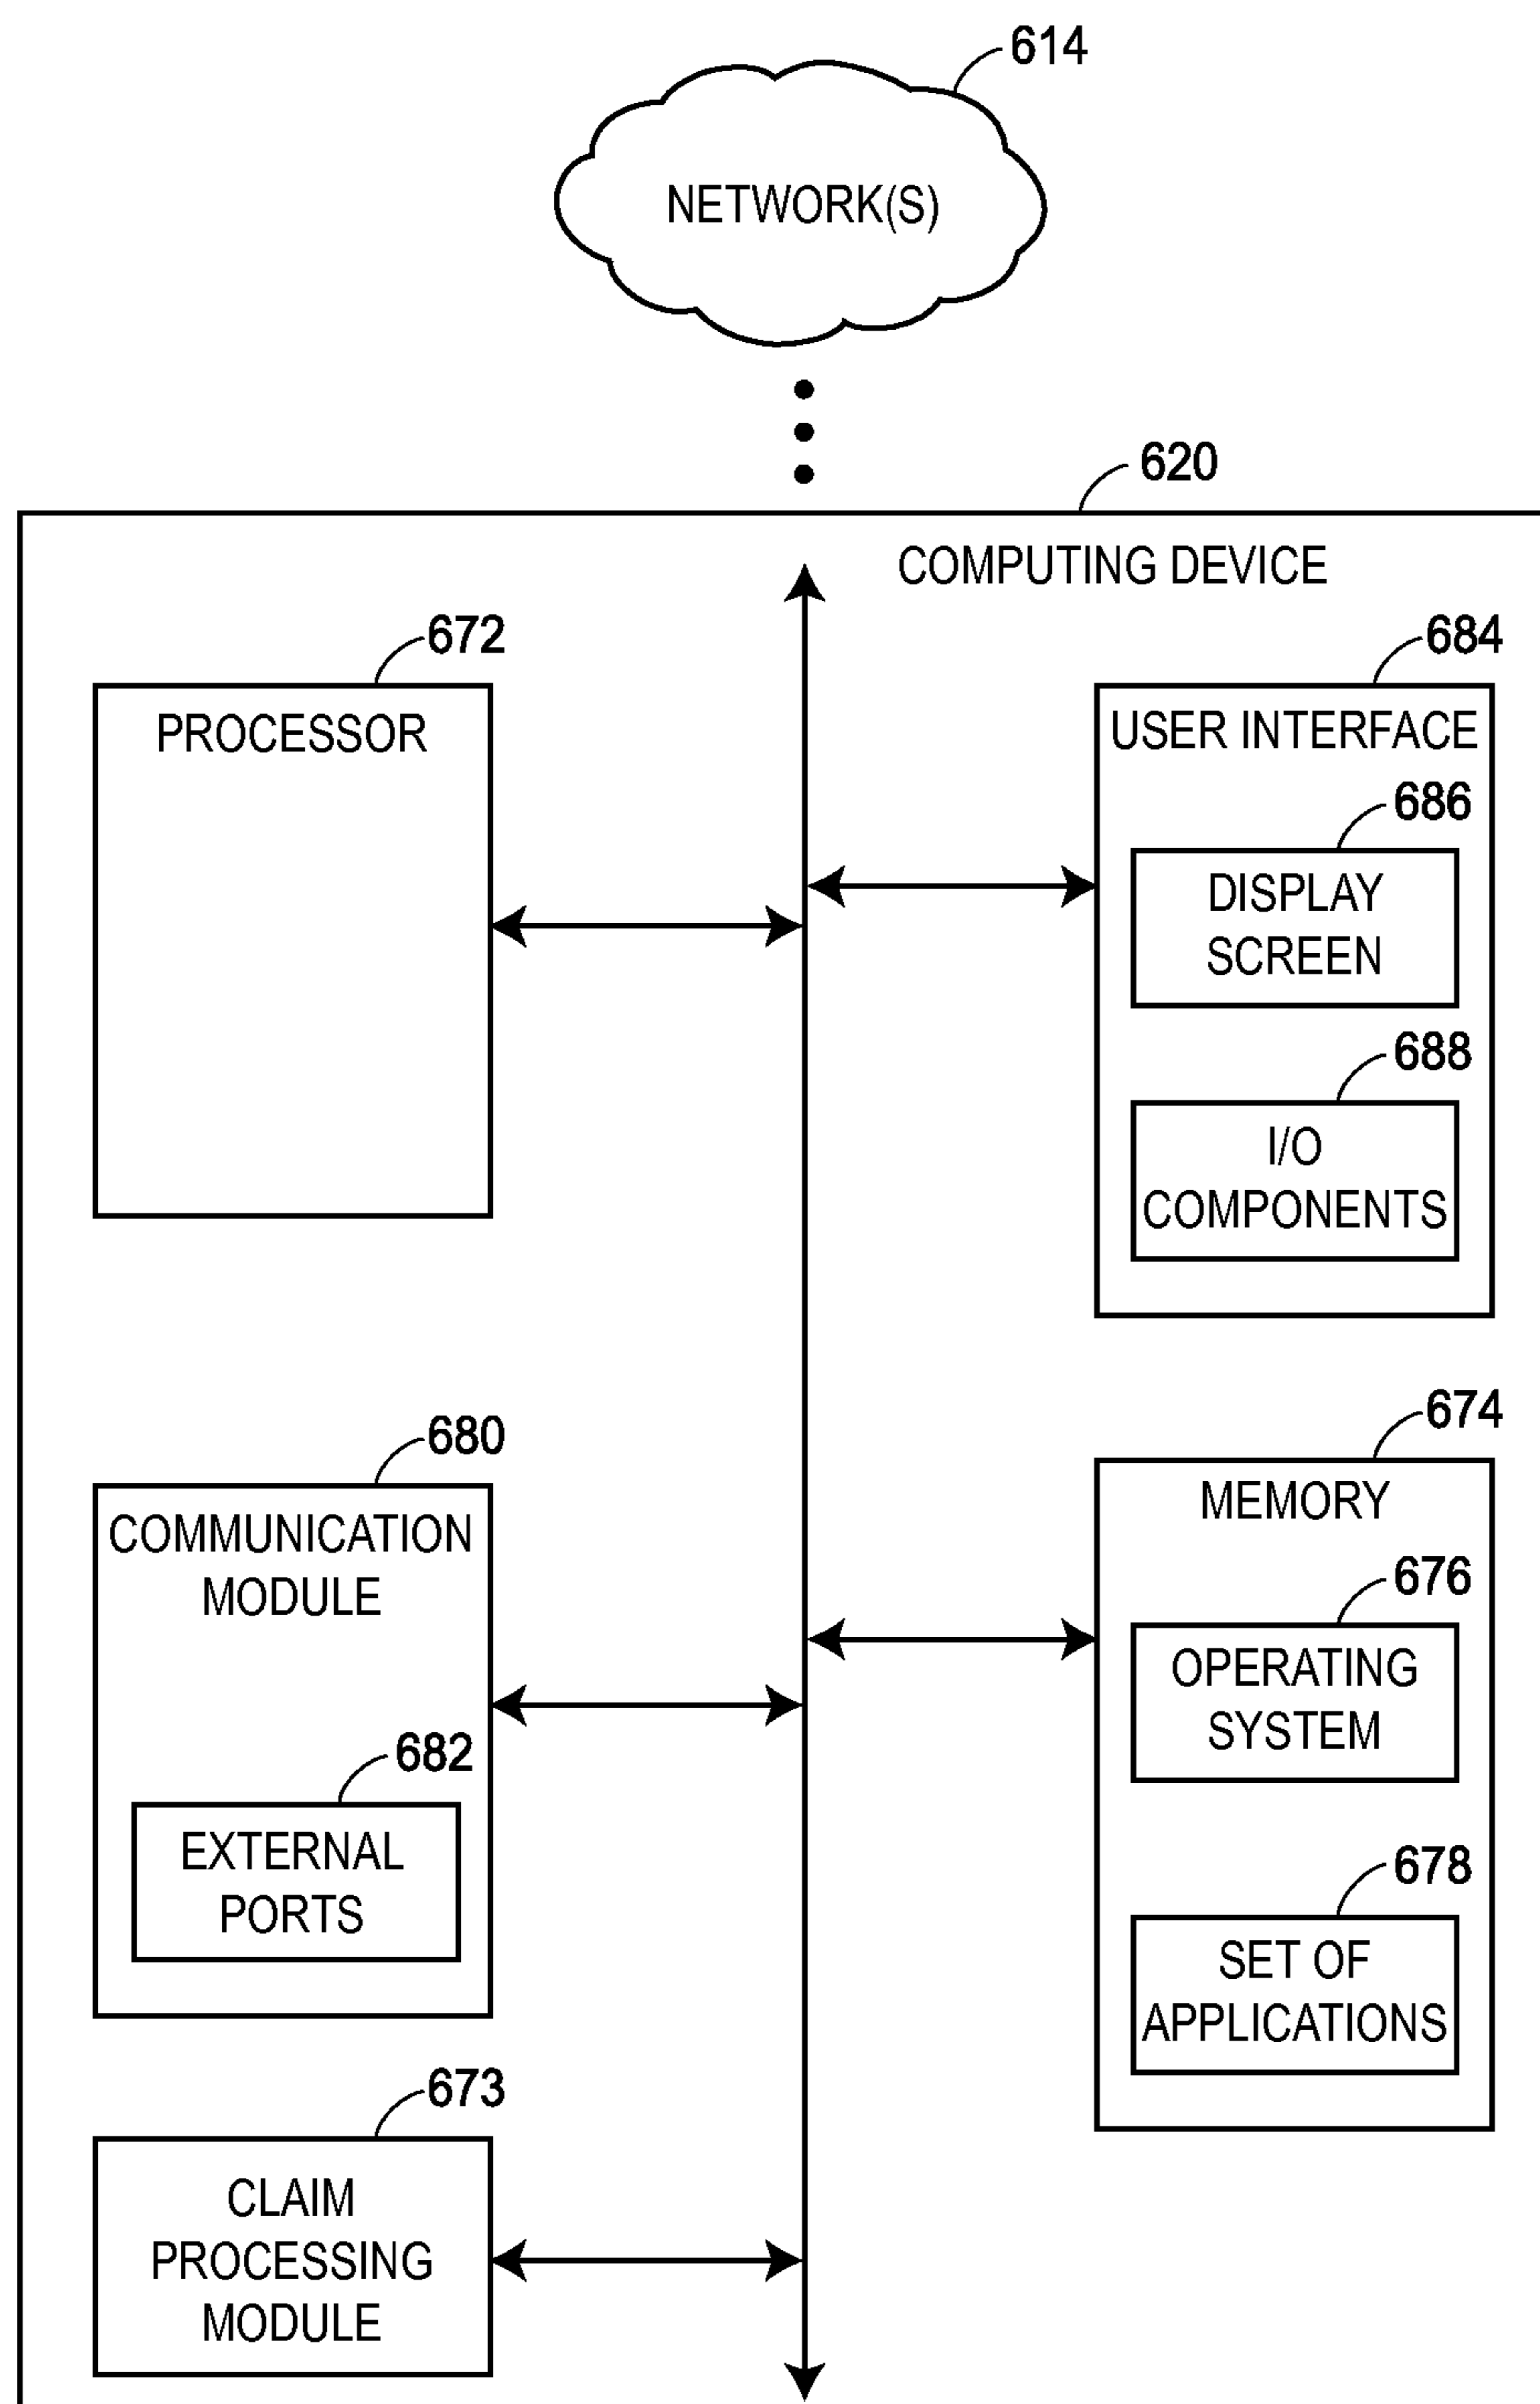 614
NETWORK(S)
620
COMPUTING DEVICE
672
PROCESSOR
684
USER INTERFACE
686
DISPLAY
SCREEN
688
I/O
COMPONENTS
680
COMMUNICATION
MODULE
682
EXTERNAL
PORTS
674
MEMORY
676
OPERATING
SYSTEM
678
SET OF
APPLICATIONS
673
CLAIM
PROCESSING
MODULE